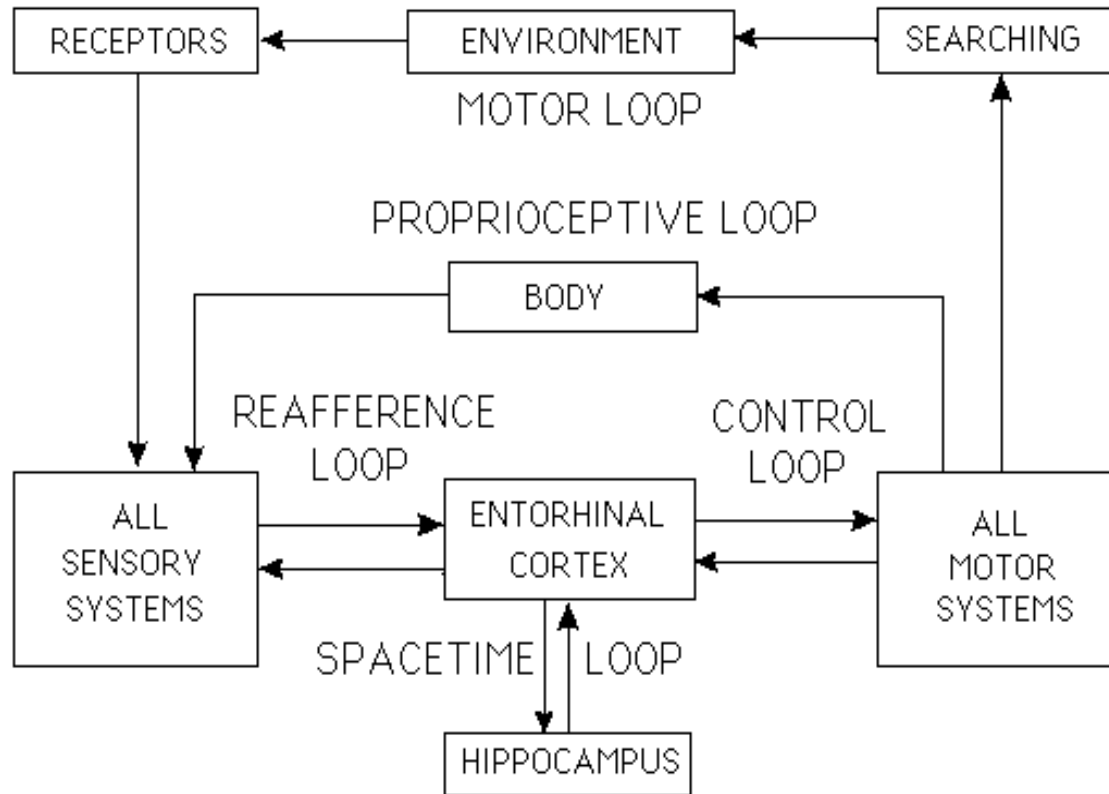 RECEPTORS
ENVIRONMENT
SEARCHING
MOTOR LOOP
PROPRIOCEPTIVE LOOP
BODY
REAFFERENCE
LOOP
CONTROL
LOOP
ALL
SENSORY
SYSTEMS
ENTORHINAL
CORTEX
ALL
MOTOR
SYSTEMS
SPACETIME LOOP
HIPPOCAMPUS